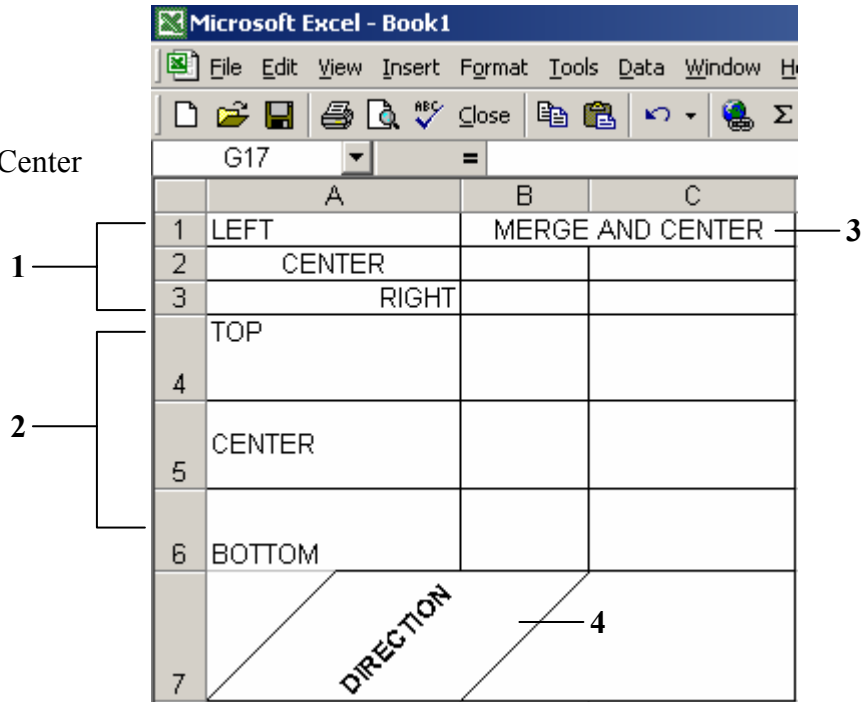 Microsoft Excel - Book1
File Edit View Insert Format Tools Data Window
ABC Close Σ
Center
G17 =
A B C
1 LEFT MERGE AND CENTER 3
1 2 CENTER
3 RIGHT
TOP
4
2
CENTER
5
6 BOTTOM
DIRECTION 4
7